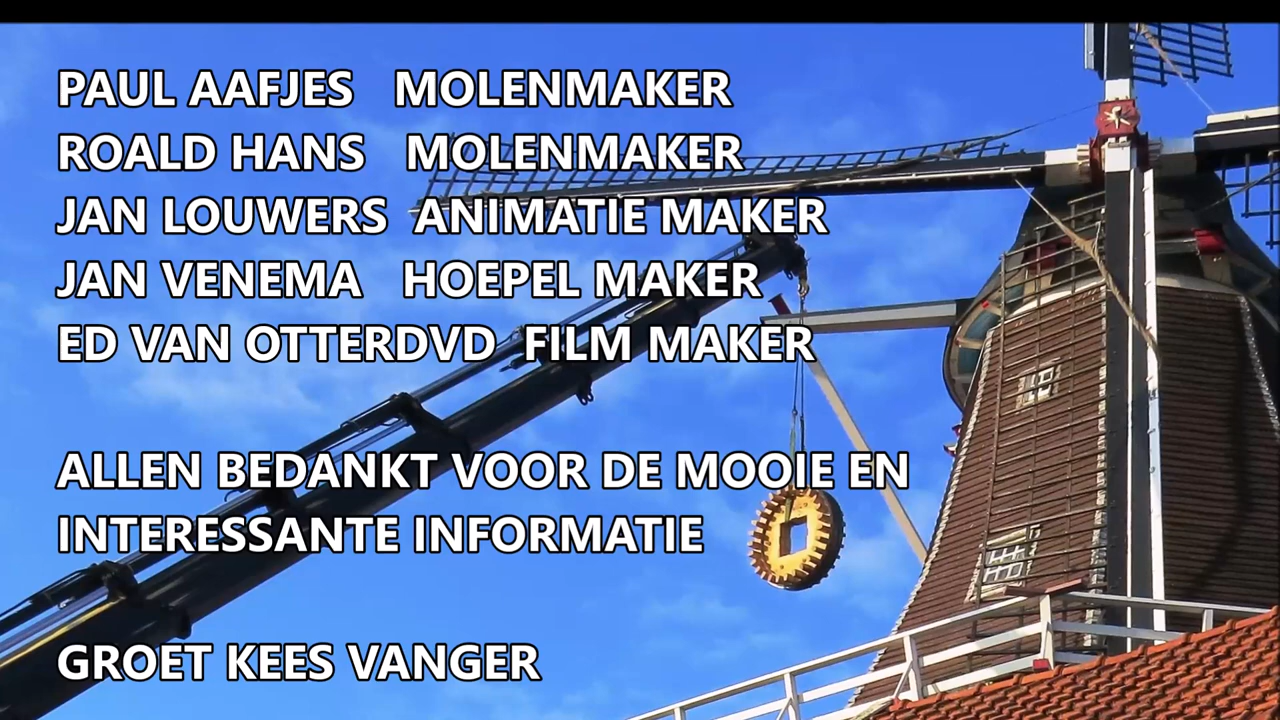 PAUL AAFJES MOLENMAKER
ROALD HANS MOLENMAKER
JAN LOUWERS ANIMATIE MAKER
JAN VENEMA HOEPEL MAKER
ED VAN OTTERDVD FILM MAKER
ALLEN BEDANKT VOOR DE MOOIE EN
INTERESSANTE INFORMATIE
GROET KEES VANGER